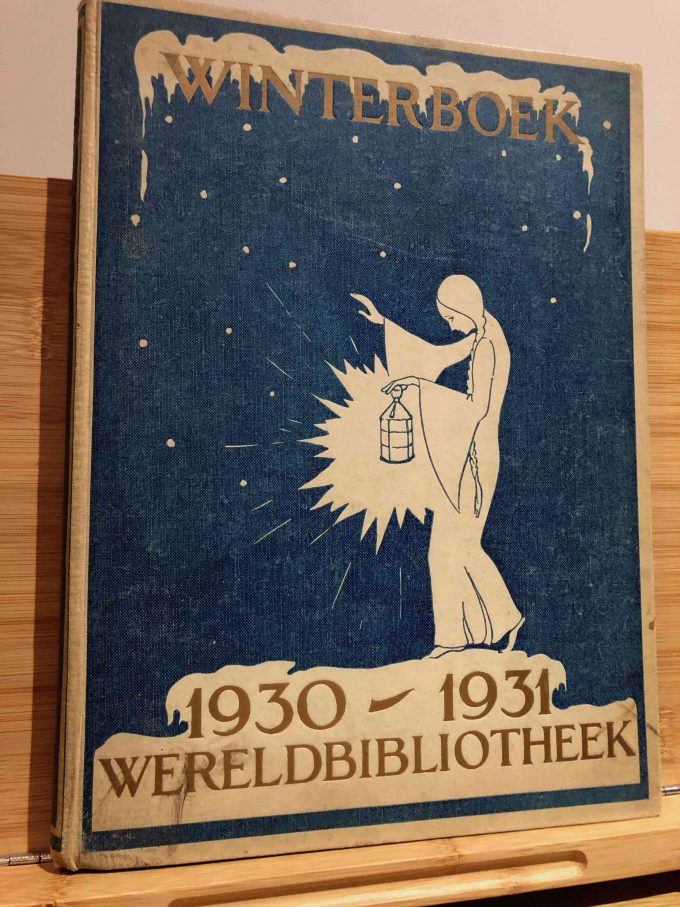 WINTERBOEK
1930 - 1931
WERELDBIBLIOTHEEK